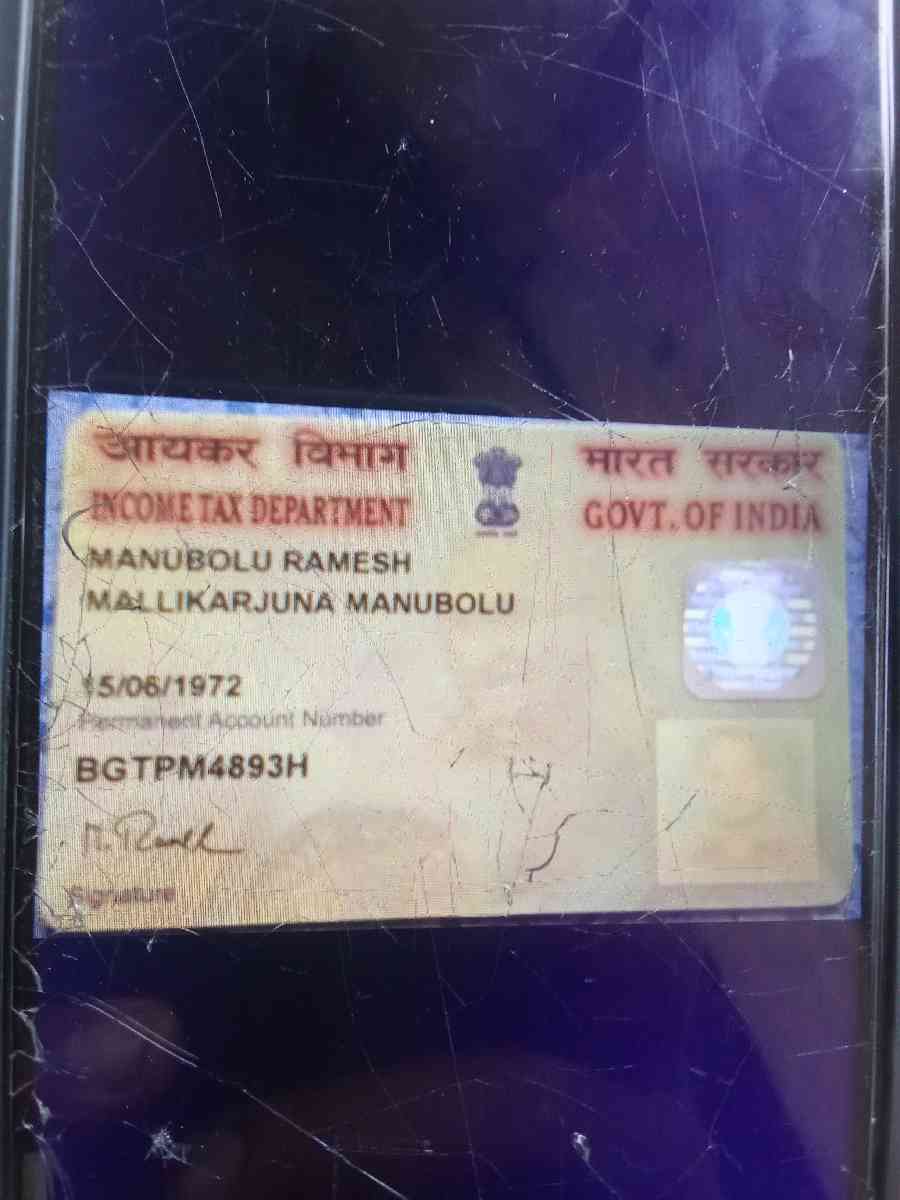 आयकर विभाग
INCOME TAX DEPARTMENT
भारत सरकार
GOVT. OF INDIA
MANUBOLU RAMESH
MALLIKARJUNA MANUBOLU
15/06/1972
Permanent Account Number
BGTPM4893H
Signature